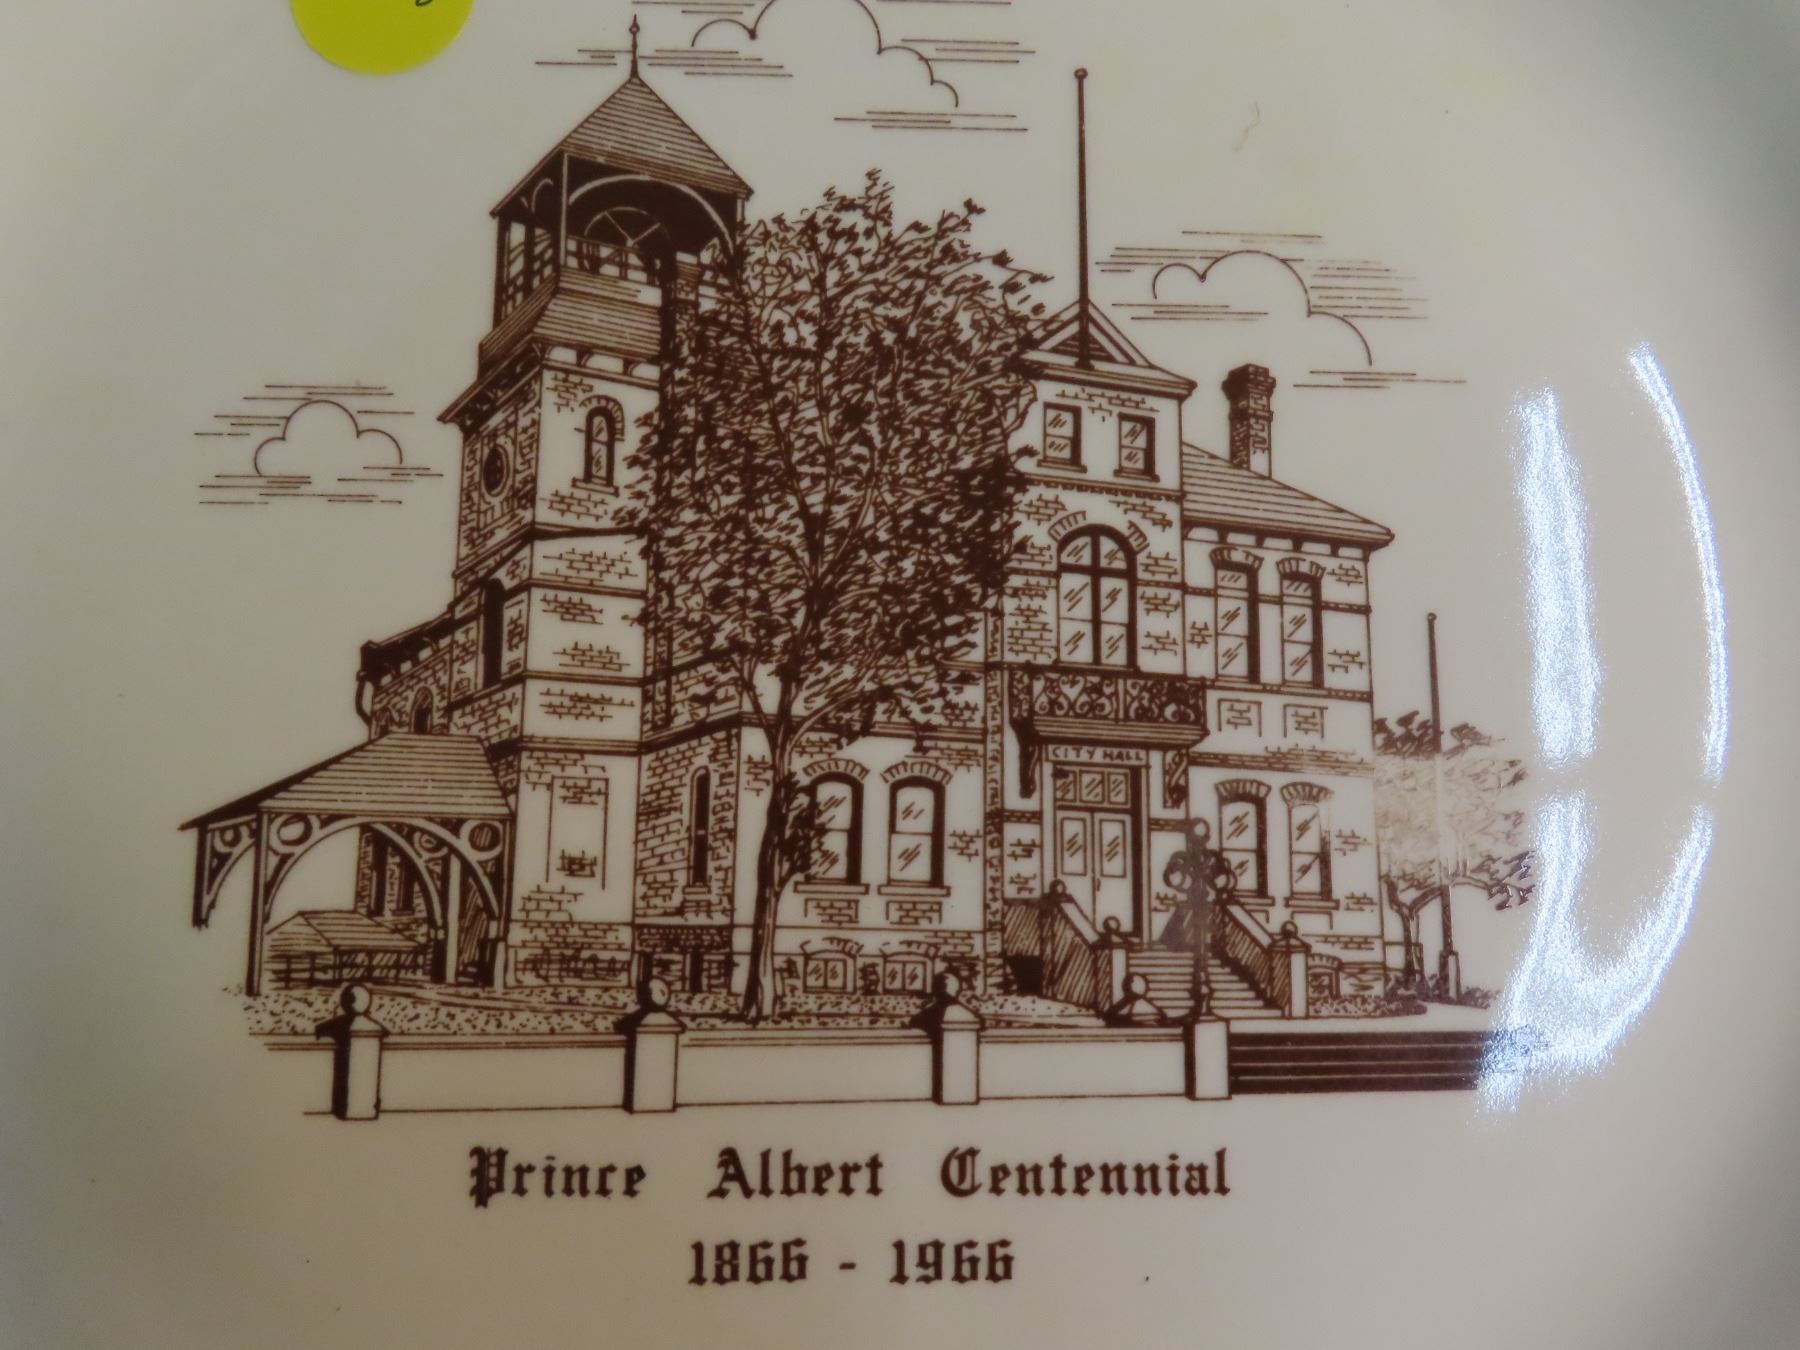 CITY HALL
Prince Albert Centennial
1866 - 1966